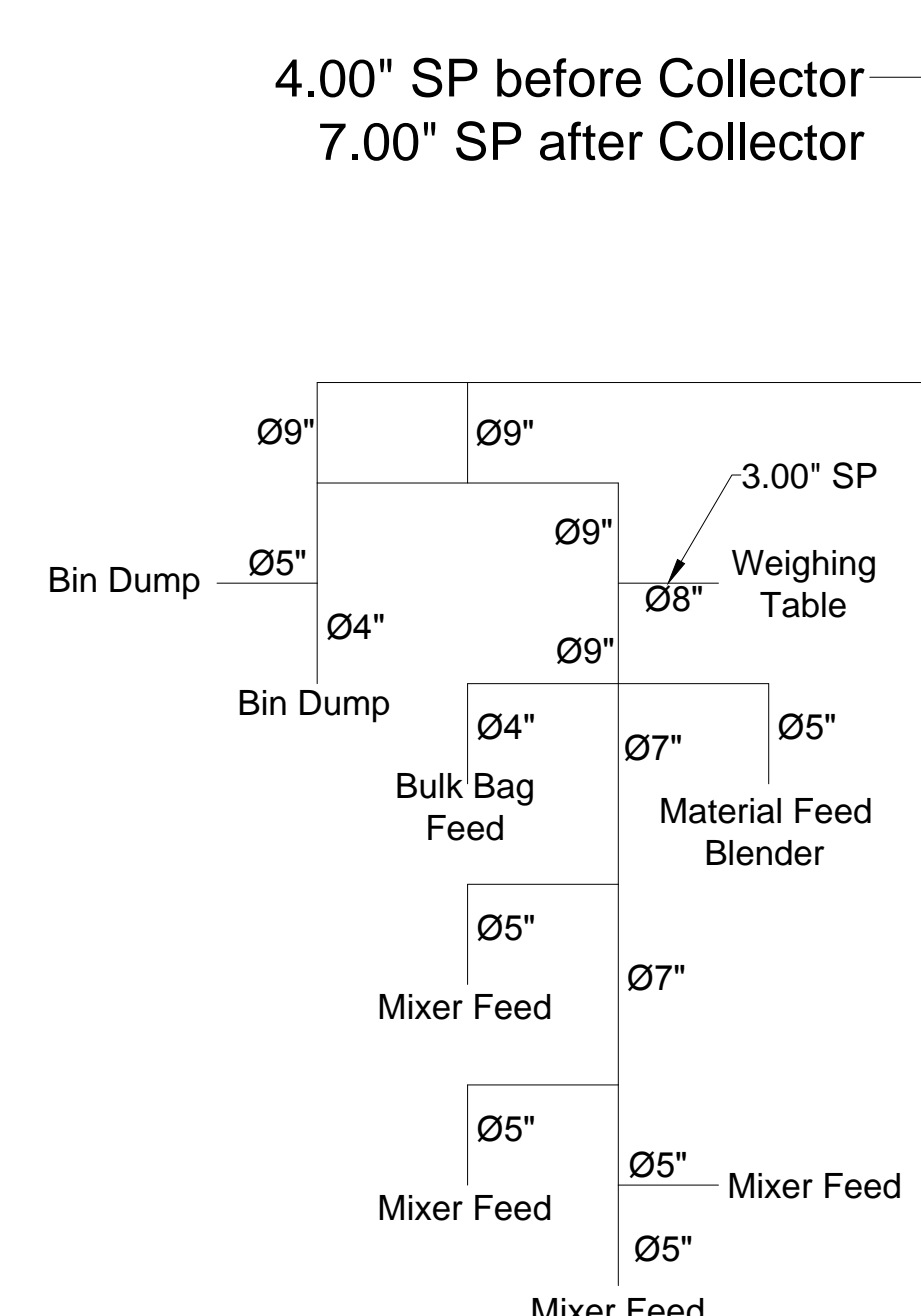 4.00" SP before Collector
7.00" SP after Collector
Ø9"
Ø9"
3.00" SP
Ø9"
Bin Dump
Ø5"
Weighing
Table
Ø8"
Ø4"
Ø9"
Bin Dump
Ø4"
Ø7"
Ø5"
Bulk Bag
Feed
Material Feed
Blender
Ø5"
Ø7"
Mixer Feed
Ø5"
Ø5"
Mixer Feed
Mixer Feed
Ø5"
Mixer Feed